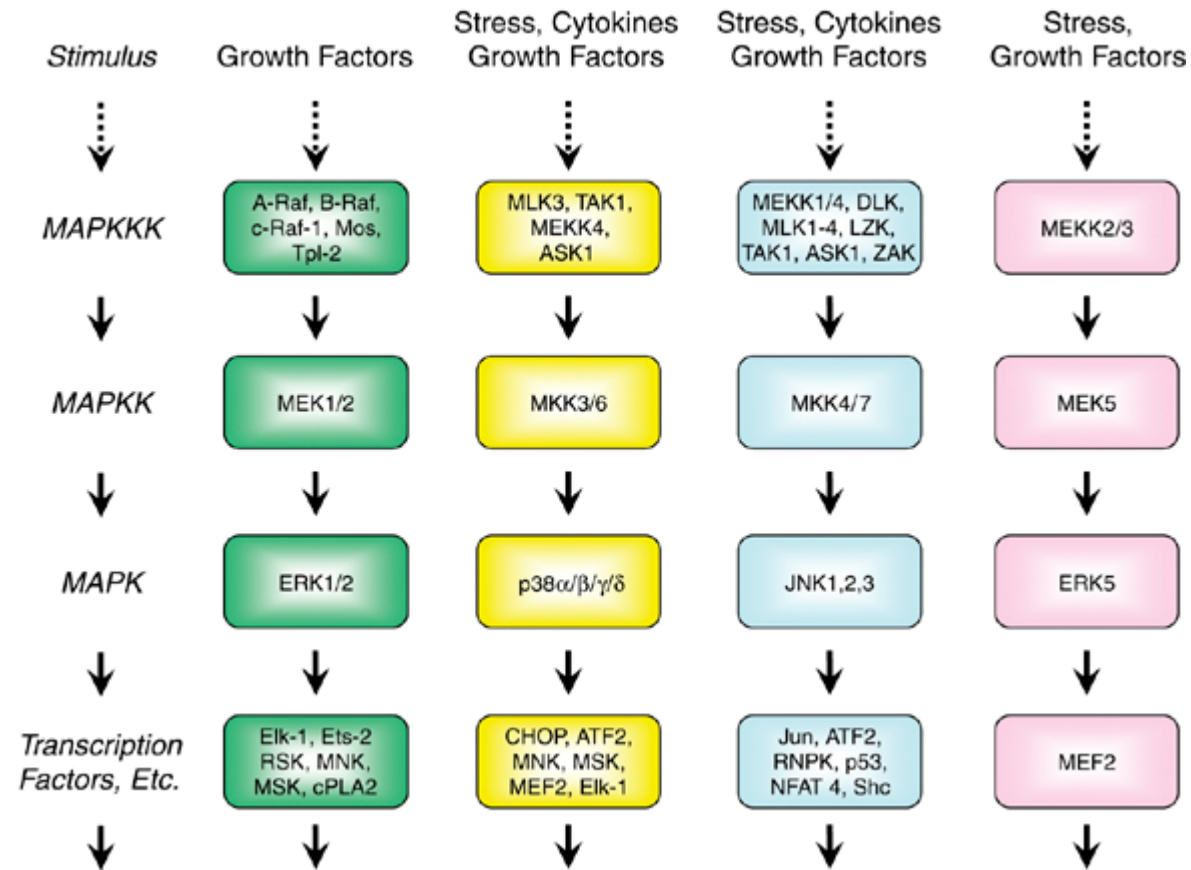 Stimulus
Growth Factors
Stress, Cytokines
Growth Factors
Stress, Cytokines
Growth Factors
Stress,
Growth Factors
MAPKKK
A-Raf, B-Raf,
c-Raf-1, Mos,
Tpl-2
MLK3, TAK1,
MEKK4,
ASK1
MEKK1/4, DLK,
MLK1-4, LZK,
TAK1, ASK1, ZAK
MEKK2/3
MAPKK
MEK1/2
MKK3/6
MKK4/7
MEK5
MAPK
ERK1/2
p38α/β/γ/δ
JNK1,2,3
ERK5
Transcription
Factors, Etc.
Elk-1, Ets-2
RSK, MNK,
MSK, cPLA2
CHOP, ATF2,
MNK, MSK,
MEF2, Elk-1
Jun, ATF2,
RNPK, p53,
NFAT 4, Shc
MEF2